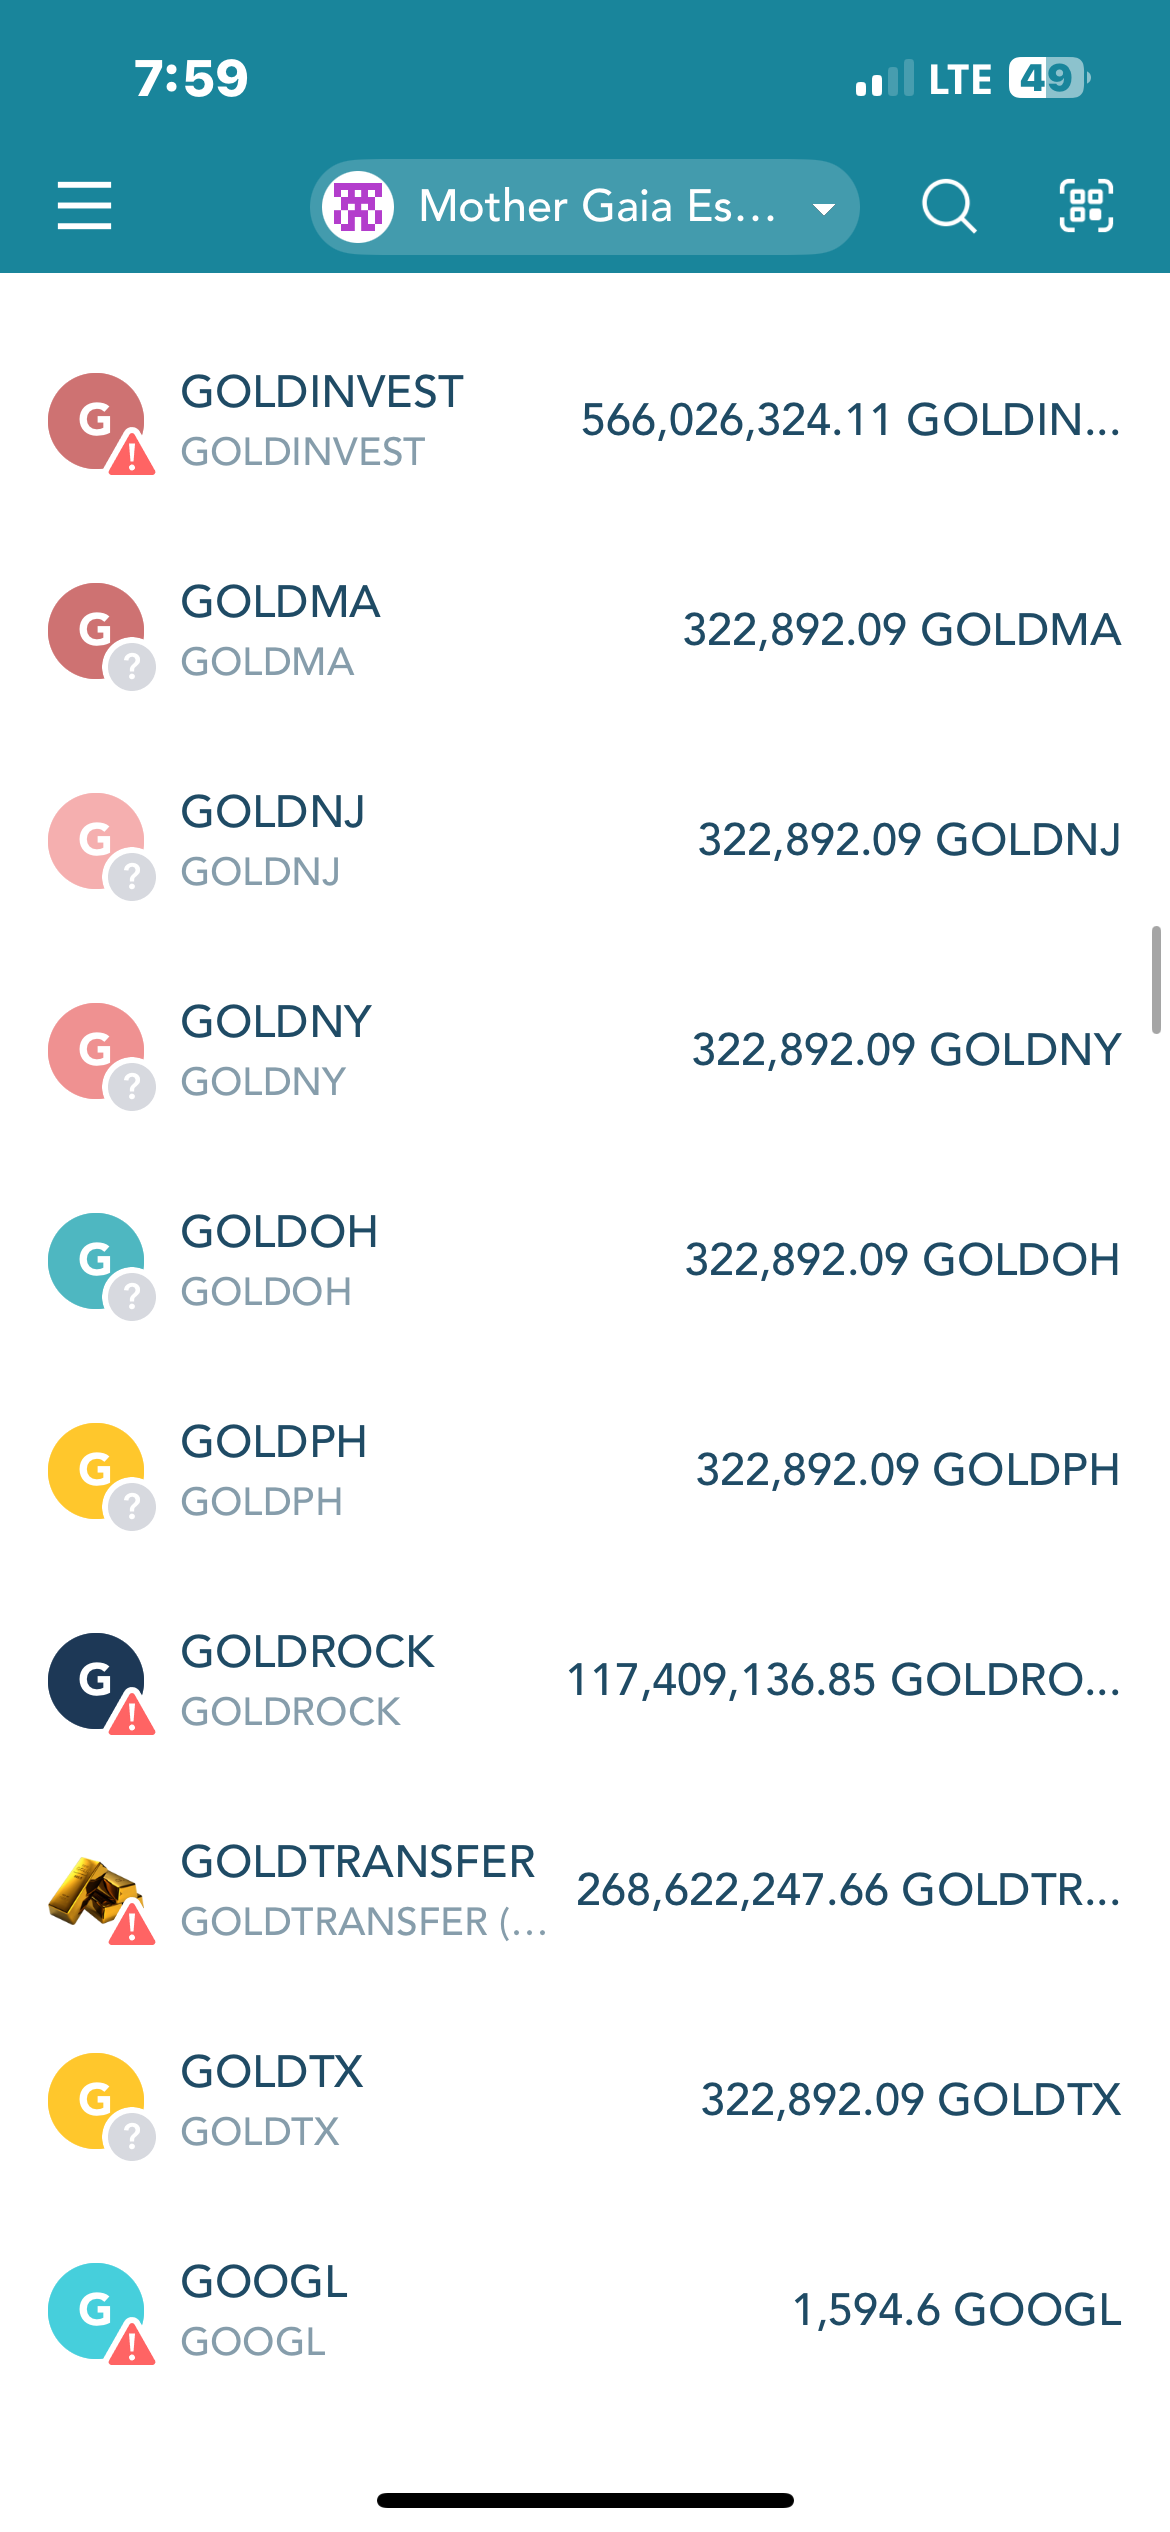 7:59
LTE 49
Mother Gaia Es...
G GOLDINVEST
GOLDINVEST
566,026,324.11 GOLDIN...
G GOLDMA
? GOLDMA
322,892.09 GOLDMA
G GOLDNJ
? GOLDNJ
322,892.09 GOLDNJ
G GOLDNY
? GOLDNY
322,892.09 GOLDNY
G GOLDOH
? GOLDOH
322,892.09 GOLDOH
G GOLDPH
? GOLDPH
322,892.09 GOLDPH
G GOLDROCK
GOLDROCK
117,409,136.85 GOLDRO...
GOLDTRANSFER
GOLDTRANSFER (...
268,622,247.66 GOLDTR...
G GOLDTX
? GOLDTX
322,892.09 GOLDTX
G GOOGL
GOOGL
1,594.6 GOOGL